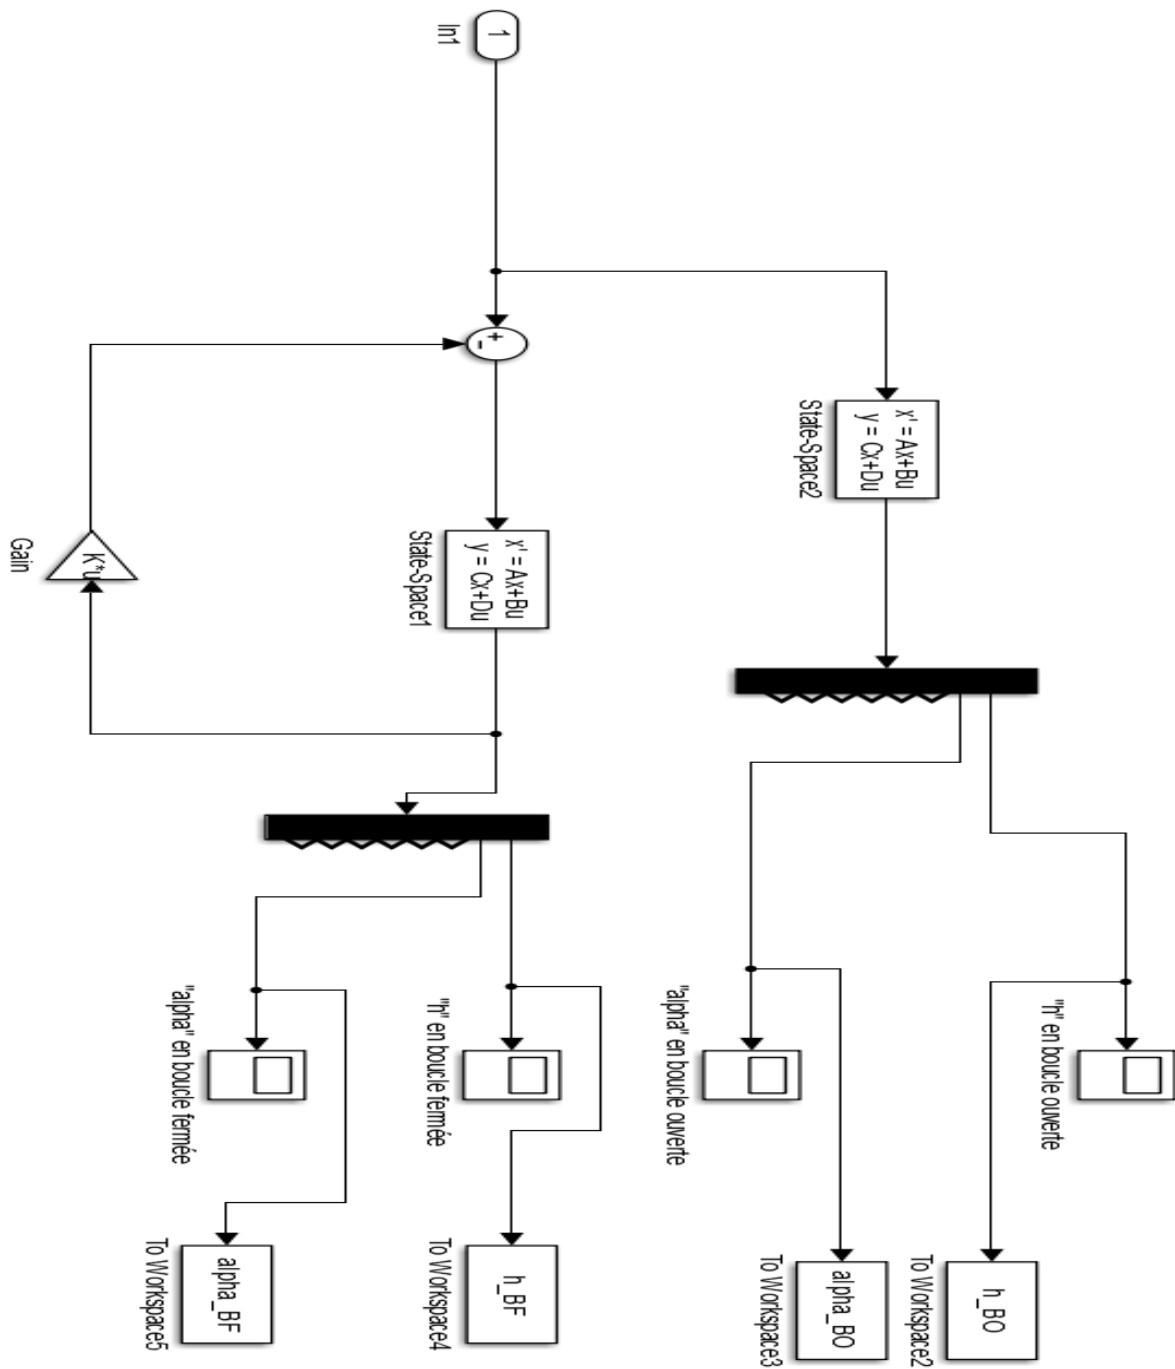 "h" en boucle ouverte
h_BO
To Workspace2
x' = Ax+Bu
y = Cx+Du
State-Space2
alpha_BO
To Workspace3
"alpha" en boucle ouverte
1
In1
+
-
x' = Ax+Bu
y = Cx+Du
State-Space1
h_BF
To Workspace4
"h" en boucle fermée
alpha_BF
To Workspace5
"alpha" en boucle fermée
K*u
Gain